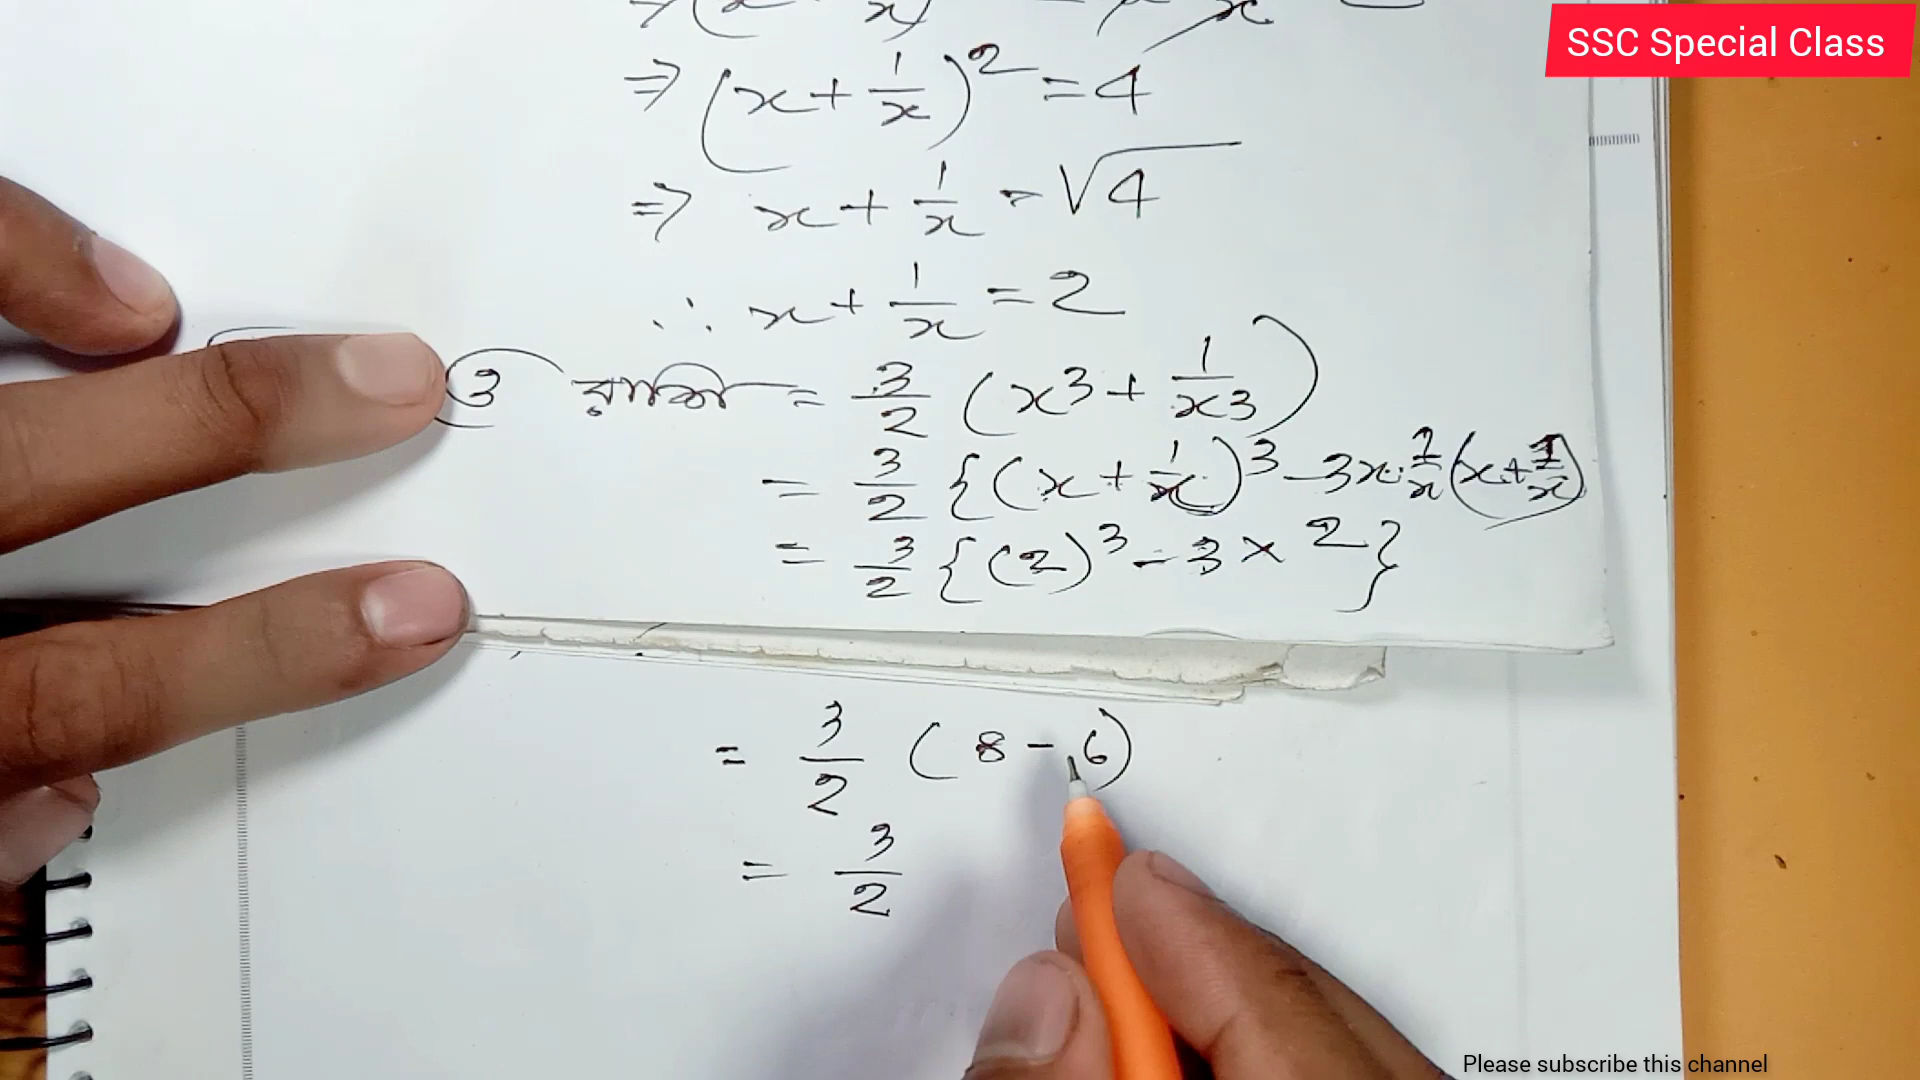 SSC Special Class
⇒ (x + 1/x)² = 4
⇒ x + 1/x = √4
∴ x + 1/x = 2
ও রাশি = 3/2 (x³ + 1/x³)
= 3/2 {(x + 1/x)³ - 3x · 1/x (x + 1/x)
= 3/2 {(2)³ - 3 × 2}
= 3/2 (8 - 6)
= 3/2
Please subscribe this channel